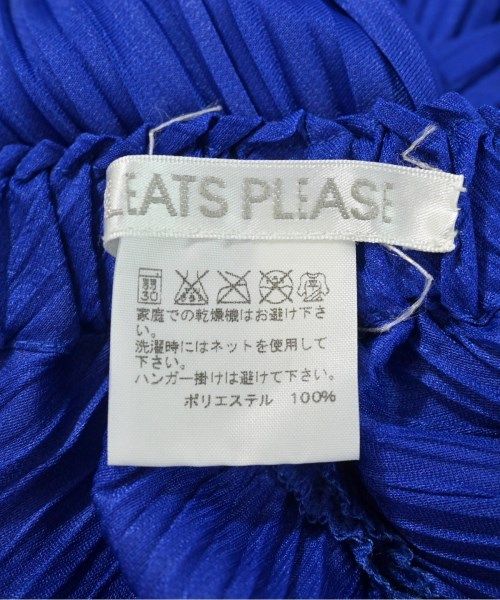 LEATS PLEASE
30
家庭での乾燥機はお避け下さ
い。
洗濯時にはネットを使用して
下さい。
ハンガー掛けは避けて下さい。
ポリエステル 100%